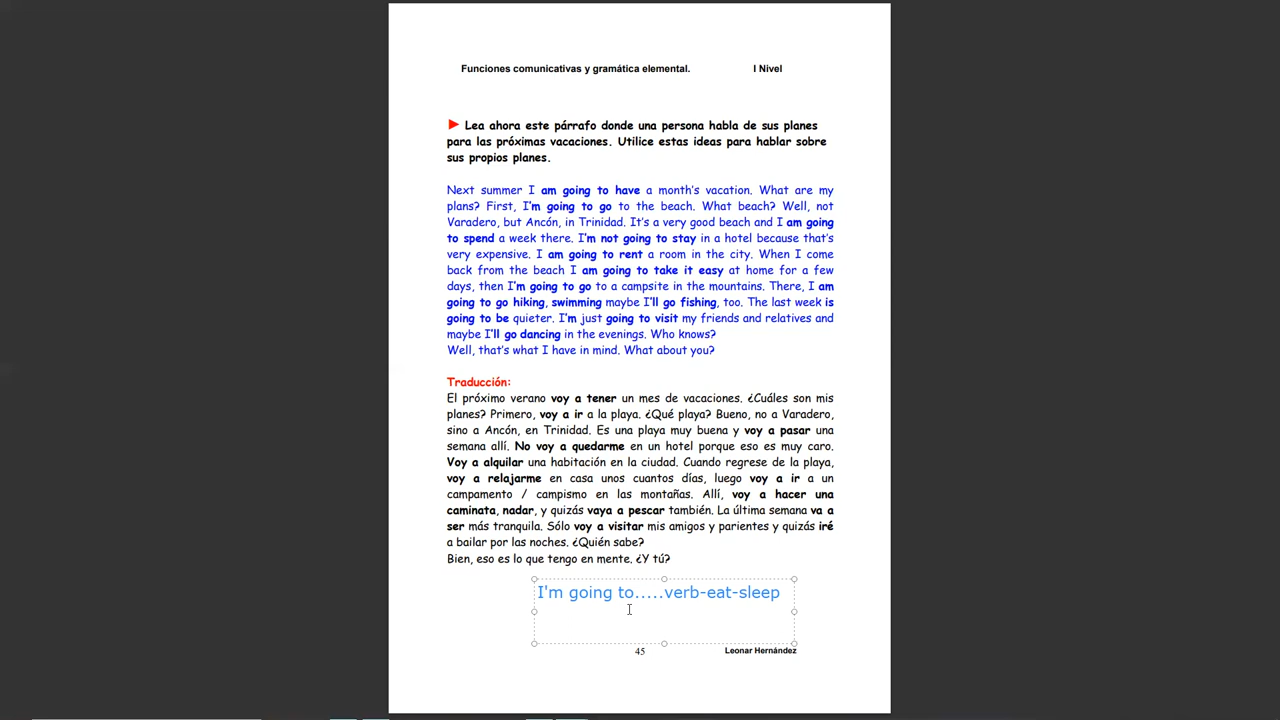 Funciones comunicativas y gramática elemental. I Nivel
► Lea ahora este párrafo donde una persona habla de sus planes
para las próximas vacaciones. Utilice estas ideas para hablar sobre
sus propios planes.
Next summer I am going to have a month's vacation. What are my
plans? First, I'm going to go to the beach. What beach? Well, not
Varadero, but Ancón, in Trinidad. It's a very good beach and I am going
to spend a week there. I'm not going to stay in a hotel because that's
very expensive. I am going to rent a room in the city. When I come
back from the beach I am going to take it easy at home for a few
days, then I'm going to go to a campsite in the mountains. There, I am
going to go hiking, swimming maybe I'll go fishing, too. The last week is
going to be quieter. I'm just going to visit my friends and relatives and
maybe I'll go dancing in the evenings. Who knows?
Well, that's what I have in mind. What about you?
Traducción:
El próximo verano voy a tener un mes de vacaciones. ¿Cuáles son mis
planes? Primero, voy a ir a la playa. ¿Qué playa? Bueno, no a Varadero,
sino a Ancón, en Trinidad. Es una playa muy buena y voy a pasar una
semana allí. No voy a quedarme en un hotel porque eso es muy caro.
Voy a alquilar una habitación en la ciudad. Cuando regrese de la playa,
voy a relajarme en casa unos cuantos días, luego voy a ir a un
campamento / campismo en las montañas. Allí, voy a hacer una
caminata, nadar, y quizás vaya a pescar también. La última semana va a
ser más tranquila. Sólo voy a visitar mis amigos y parientes y quizás iré
a bailar por las noches. ¿Quién sabe?
Bien, eso es lo que tengo en mente. ¿Y tú?
I'm going to.....verb-eat-sleep
45 Leonar Hernández